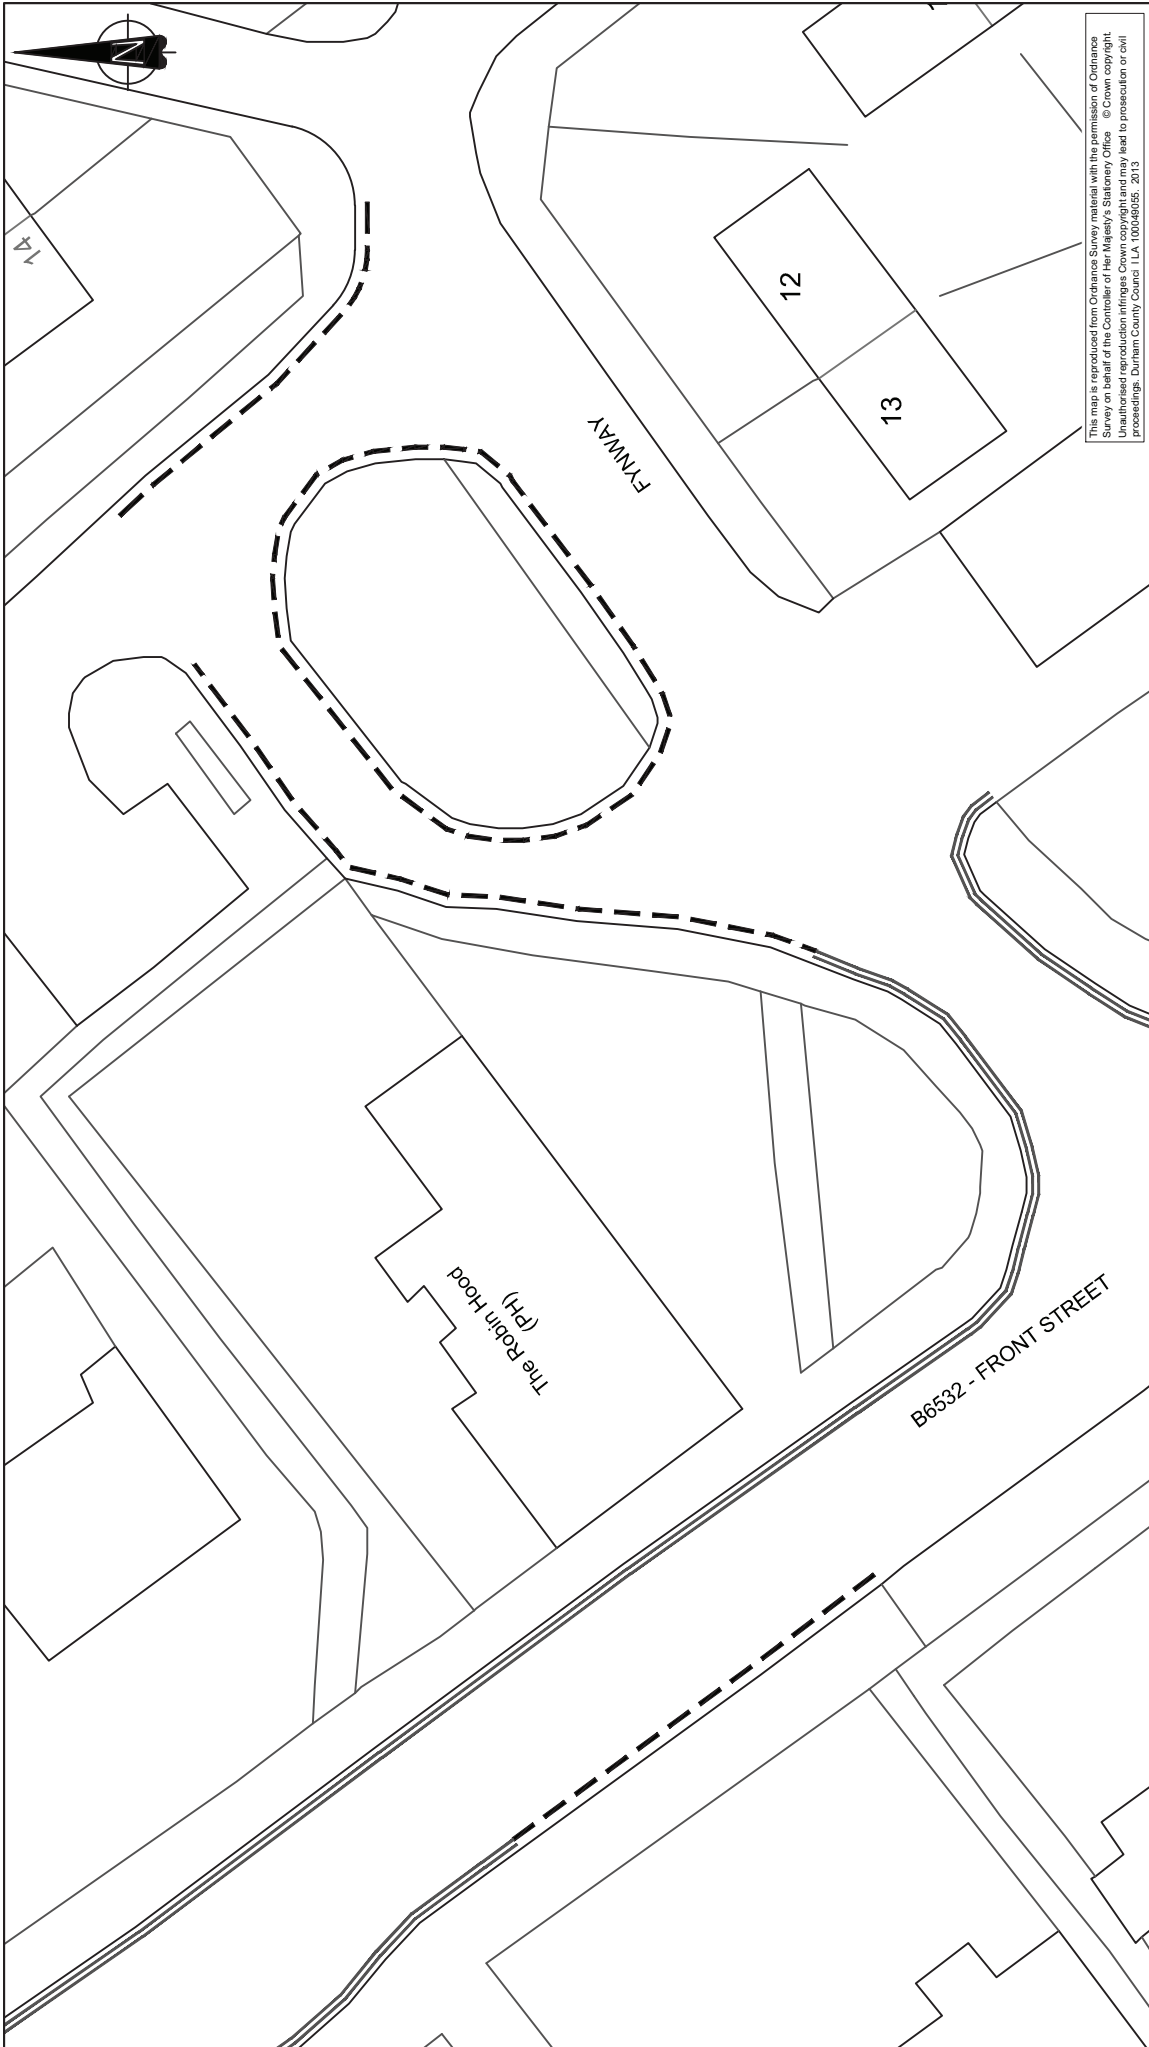 N
14
12
13
FYNWAY
The Robin Hood
(PH)
B6532 - FRONT STREET
This map is reproduced from Ordnance Survey material with the permission of Ordnance
Survey on behalf of the Controller of Her Majesty's Stationery Office © Crown copyright.
Unauthorised reproduction infringes Crown copyright and may lead to prosecution or civil
proceedings. Durham County Council LA 100049055. 2013